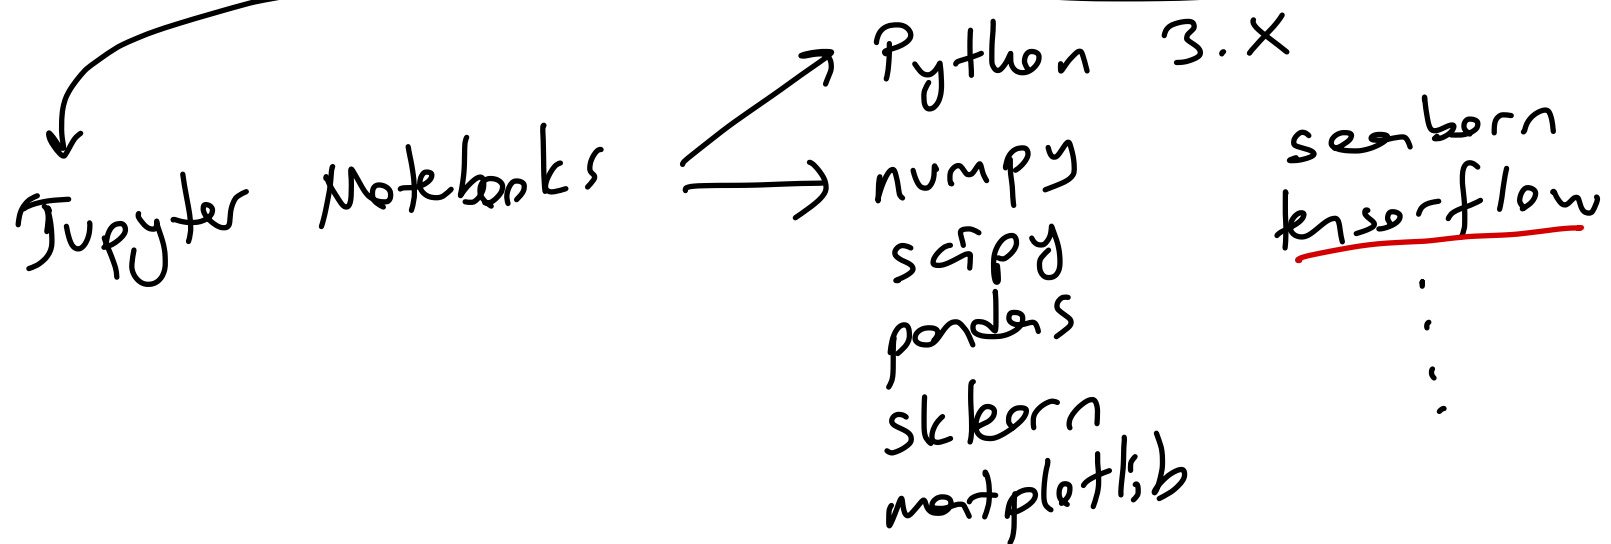 Jupyter Notebooks
Python 3.X
numpy
scipy
pandas
sklearn
matplotlib
seaborn
tensorflow